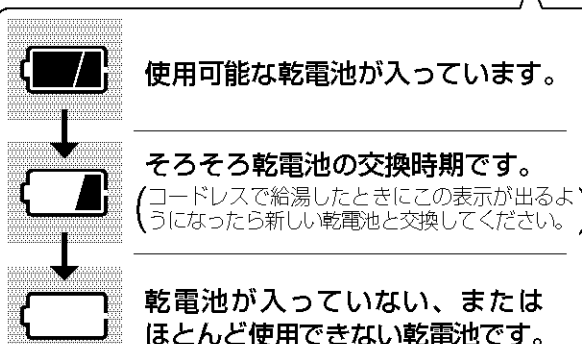 使用可能な乾電池が入っています。
そろそろ乾電池の交換時期です。
(コードレスで給湯したときにこの表示が出るよ
うになったら新しい乾電池と交換してください。)
乾電池が入っていない、または
ほとんど使用できない乾電池です。